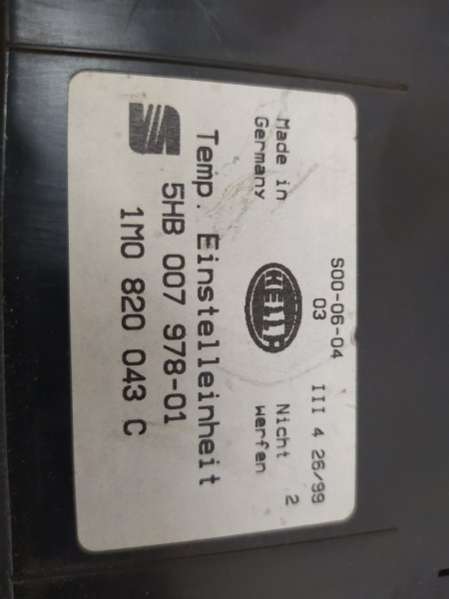 S00-06-04
03
III 4 26/99
2
Made in
Germany
HELLA
Nicht
werfen
Temp. Einstelleinheit
5HB 007 978-01
1M0 820 043 C